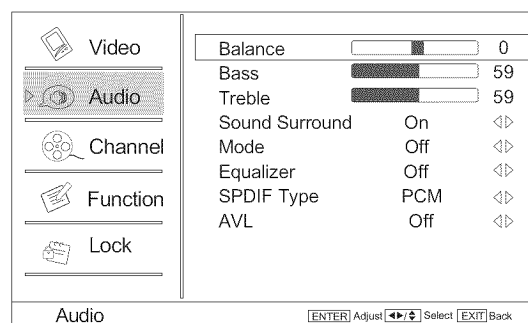 Video
Audio
Channel
Function
Lock
Balance 0
Bass 59
Treble 59
Sound Surround On
Mode Off
Equalizer Off
SPDIF Type PCM
AVL Off
Audio
ENTER Adjust ◀▶/◆ Select EXIT Back